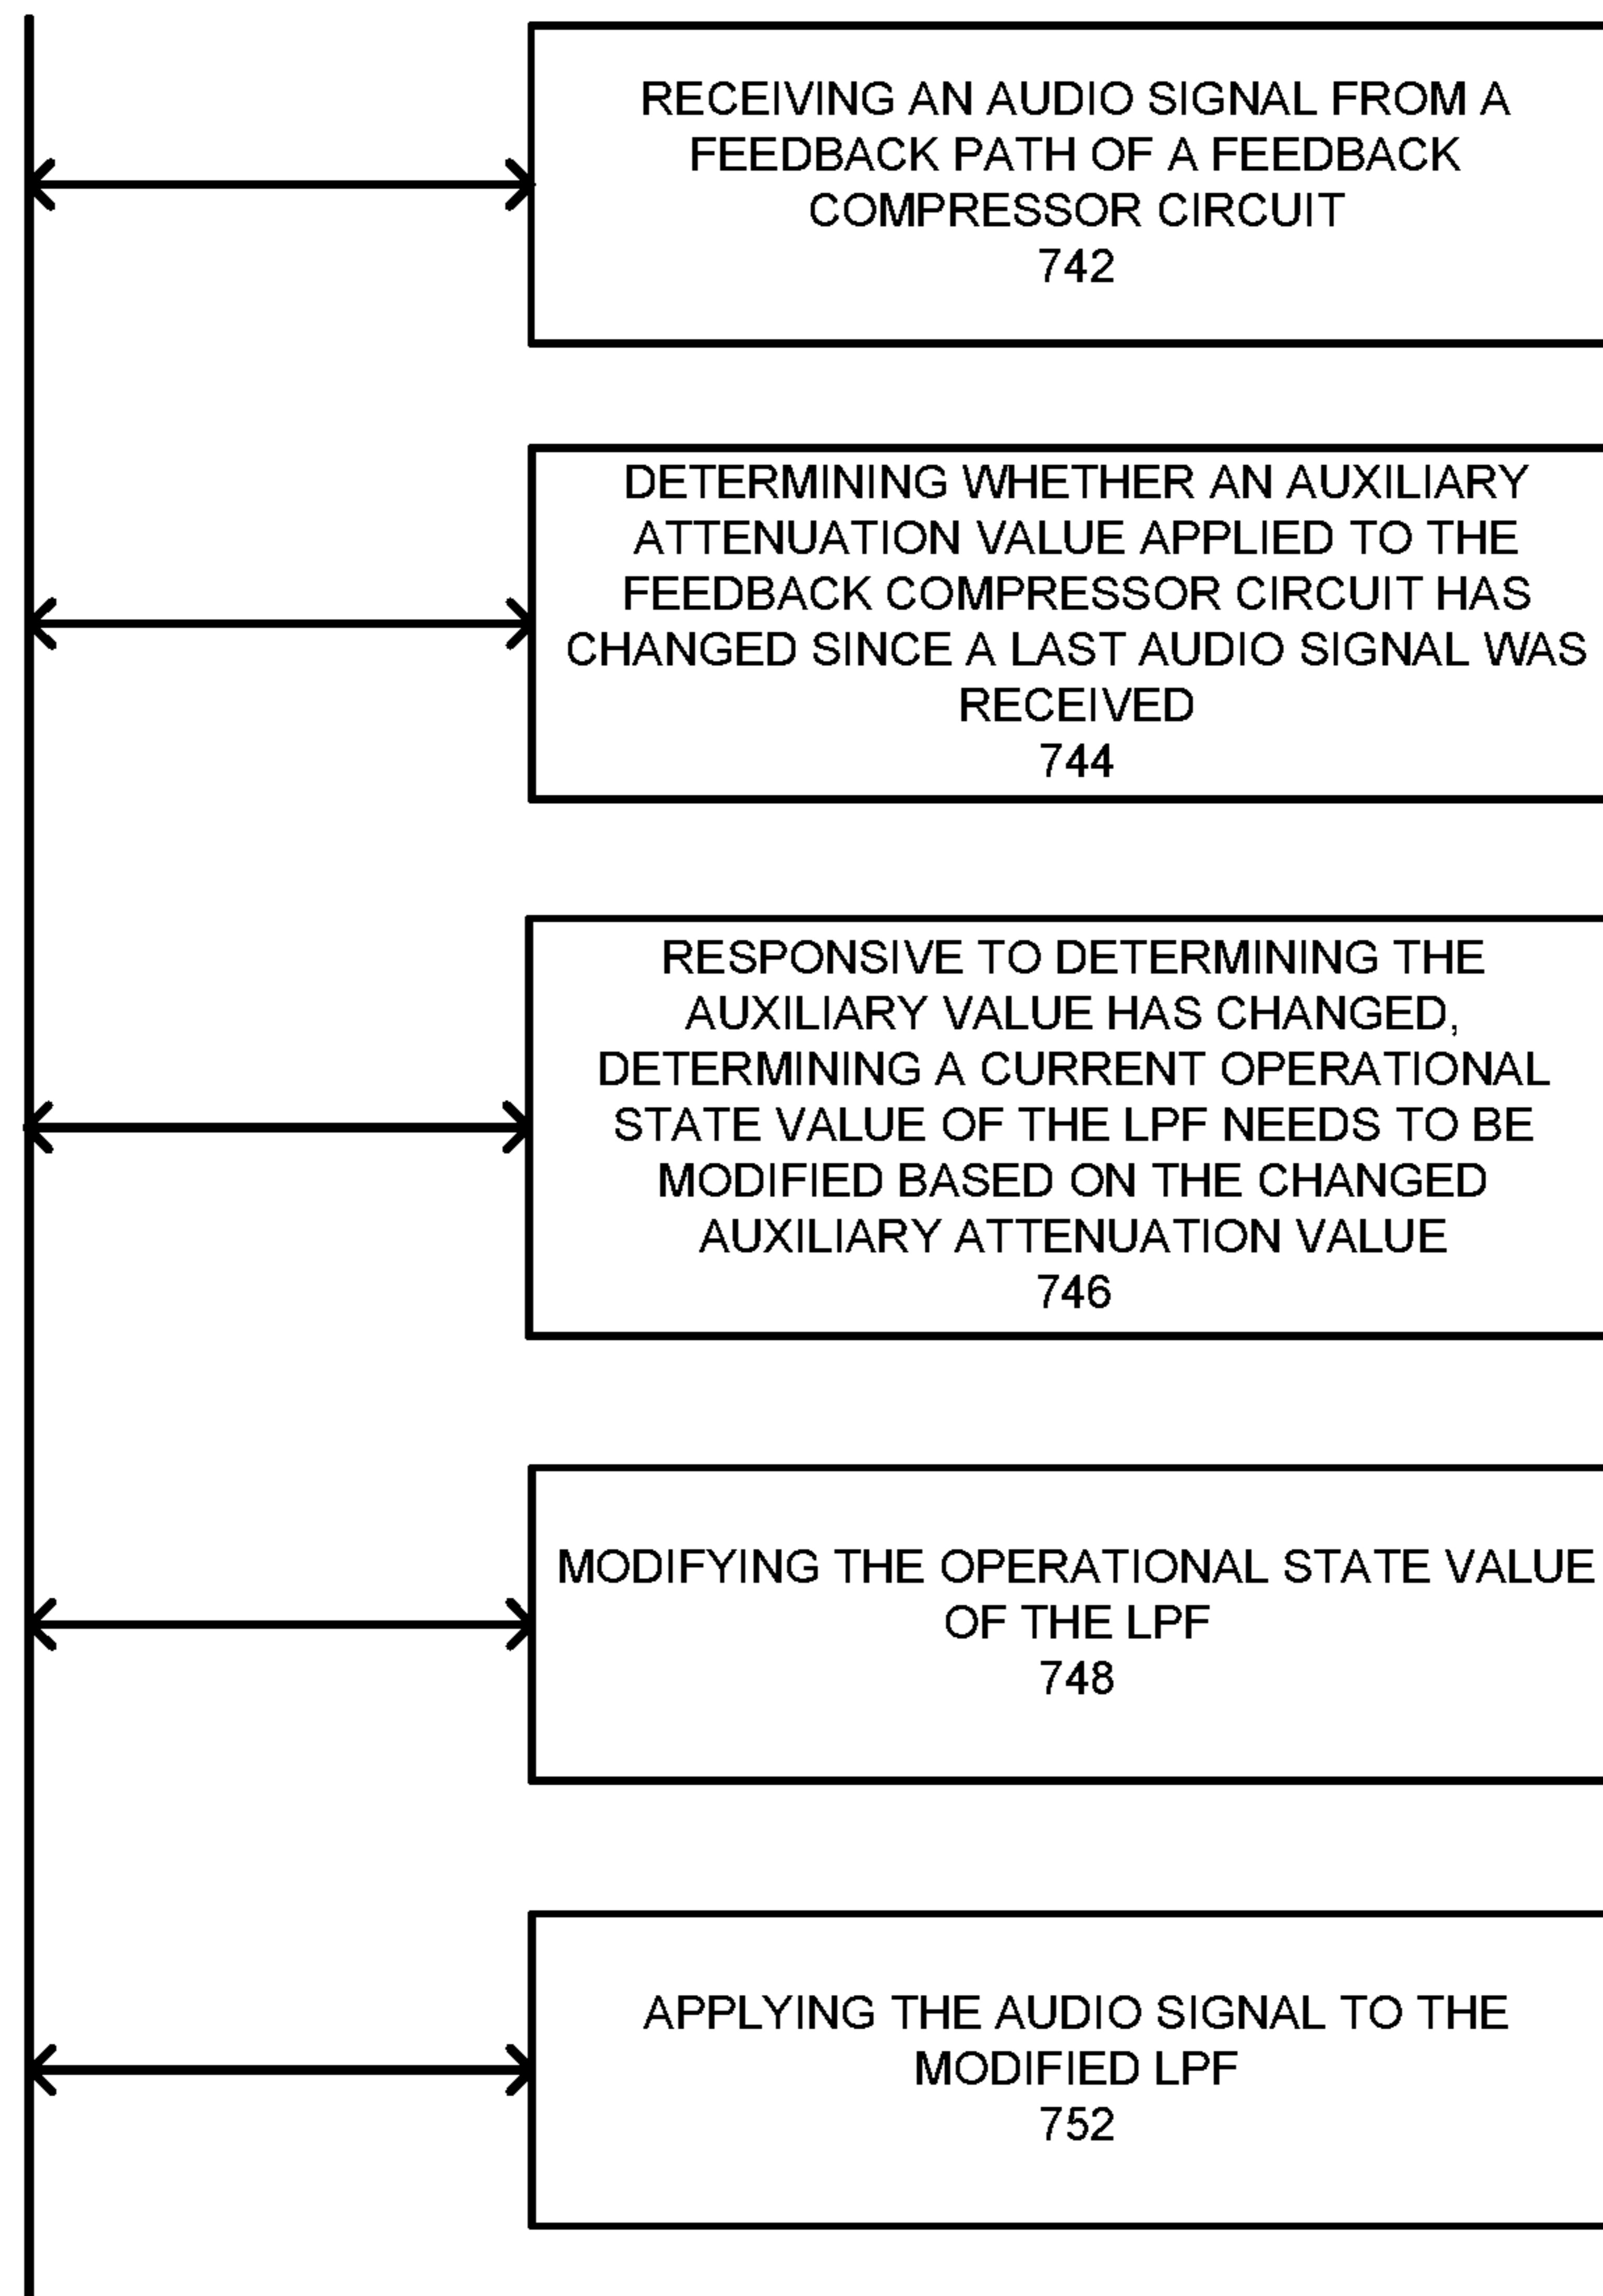 RECEIVING AN AUDIO SIGNAL FROM A
FEEDBACK PATH OF A FEEDBACK
COMPRESSOR CIRCUIT
742
DETERMINING WHETHER AN AUXILIARY
ATTENUATION VALUE APPLIED TO THE
FEEDBACK COMPRESSOR CIRCUIT HAS
CHANGED SINCE A LAST AUDIO SIGNAL WAS
RECEIVED
744
RESPONSIVE TO DETERMINING THE
AUXILIARY VALUE HAS CHANGED,
DETERMINING A CURRENT OPERATIONAL
STATE VALUE OF THE LPF NEEDS TO BE
MODIFIED BASED ON THE CHANGED
AUXILIARY ATTENUATION VALUE
746
MODIFYING THE OPERATIONAL STATE VALUE
OF THE LPF
748
APPLYING THE AUDIO SIGNAL TO THE
MODIFIED LPF
752